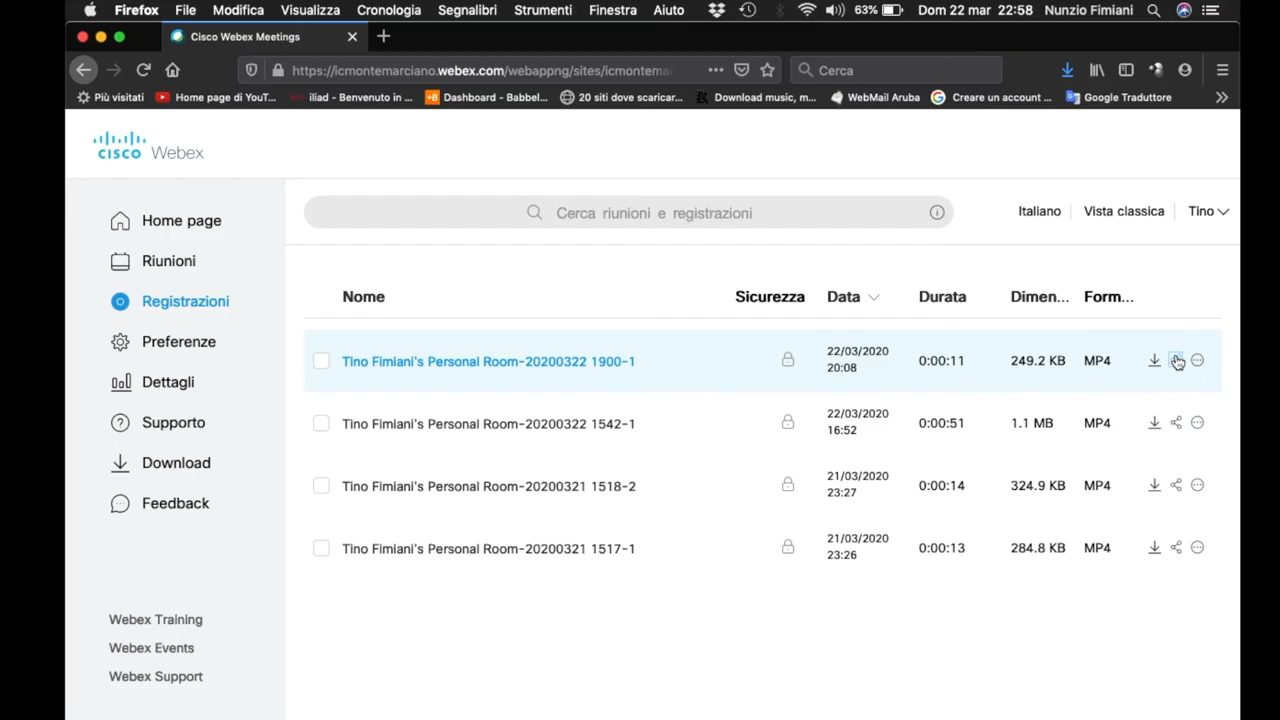 Firefox File Modifica Visualizza Cronologia Segnalibri Strumenti Finestra Aiuto 63% Dom 22 mar 22:58 Nunzio Fimiani
Cisco Webex Meetings
https://icmontemarciano.webex.com/webappng/sites/icmontemar Cerca
Più visitati Home page di YouT... iliad - Benvenuto in ... Dashboard - Babbel... 20 siti dove scaricar... Download music, m... WebMail Aruba Creare un account ... Google Traduttore
CISCO Webex
Home page
Riunioni
Registrazioni
Preferenze
Dettagli
Supporto
Download
Feedback
Webex Training
Webex Events
Webex Support
Cerca riunioni e registrazioni Italiano Vista classica Tino
Nome Sicurezza Data Durata Dimen... Form...
Tino Fimiani's Personal Room-20200322 1900-1 22/03/2020 20:08 0:00:11 249.2 KB MP4
Tino Fimiani's Personal Room-20200322 1542-1 22/03/2020 16:52 0:00:51 1.1 MB MP4
Tino Fimiani's Personal Room-20200321 1518-2 21/03/2020 23:27 0:00:14 324.9 KB MP4
Tino Fimiani's Personal Room-20200321 1517-1 21/03/2020 23:26 0:00:13 284.8 KB MP4